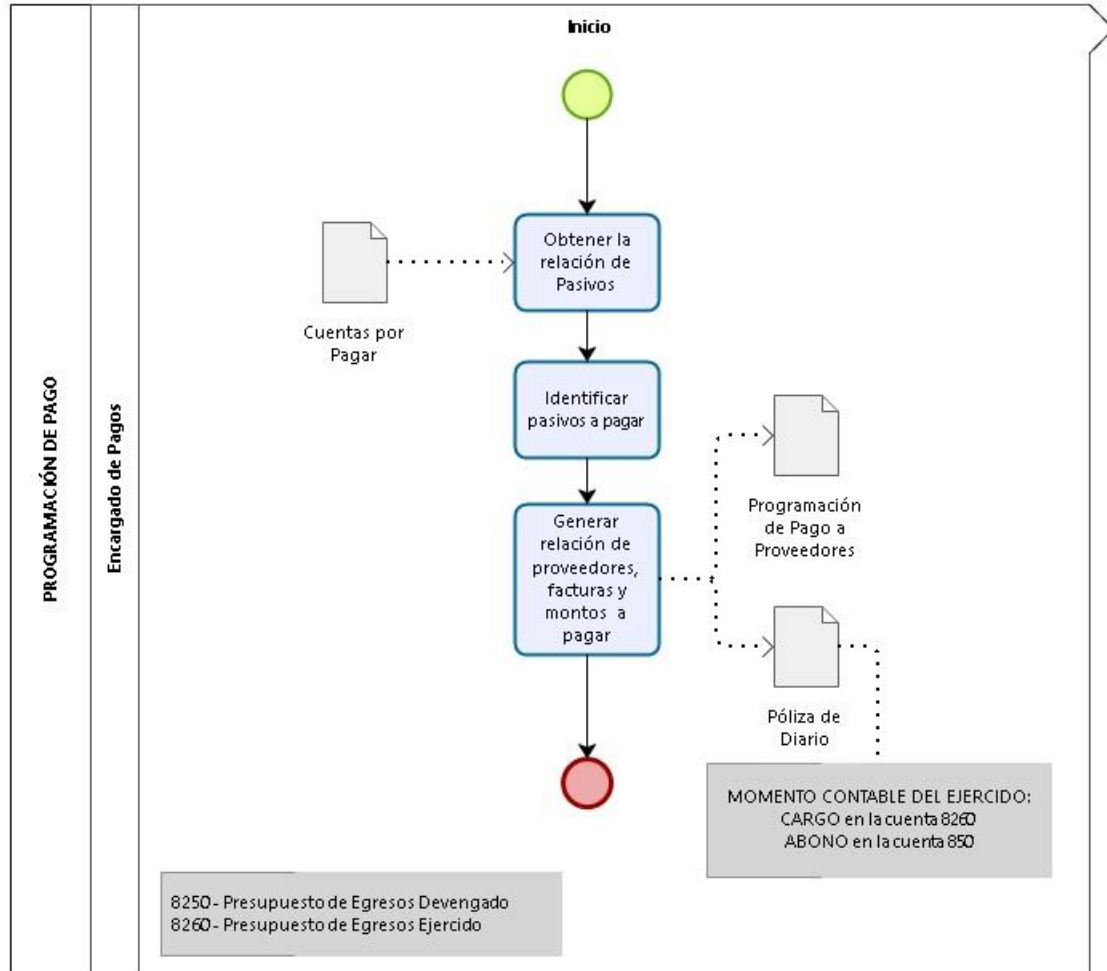 PROGRAMACIÓN DE PAGO
Encargado de Pagos
Inicio
Obtener la
relación de
Pasivos
Cuentas por
Pagar
Identificar
pasivos a pagar
Generar
relación de
proveedores,
facturas y
montos a
pagar
Programación
de Pago a
Proveedores
Póliza de
Diario
MOMENTO CONTABLE DEL EJERCIDO:
CARGO en la cuenta 8260
ABONO en la cuenta 850
8250- Presupuesto de Egresos Devengado
8260- Presupuesto de Egresos Ejercido